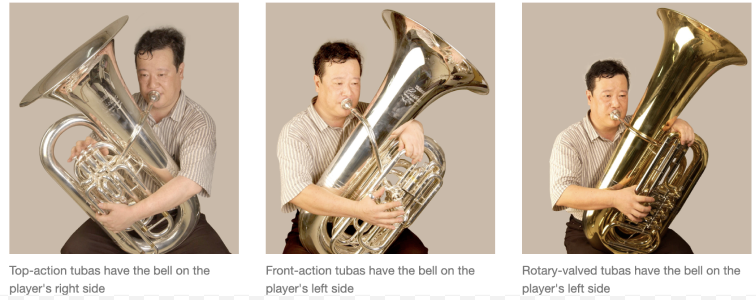 Top-action tubas have the bell on the
player's right side
Front-action tubas have the bell on the
player's left side
Rotary-valved tubas have the bell on the
player's left side